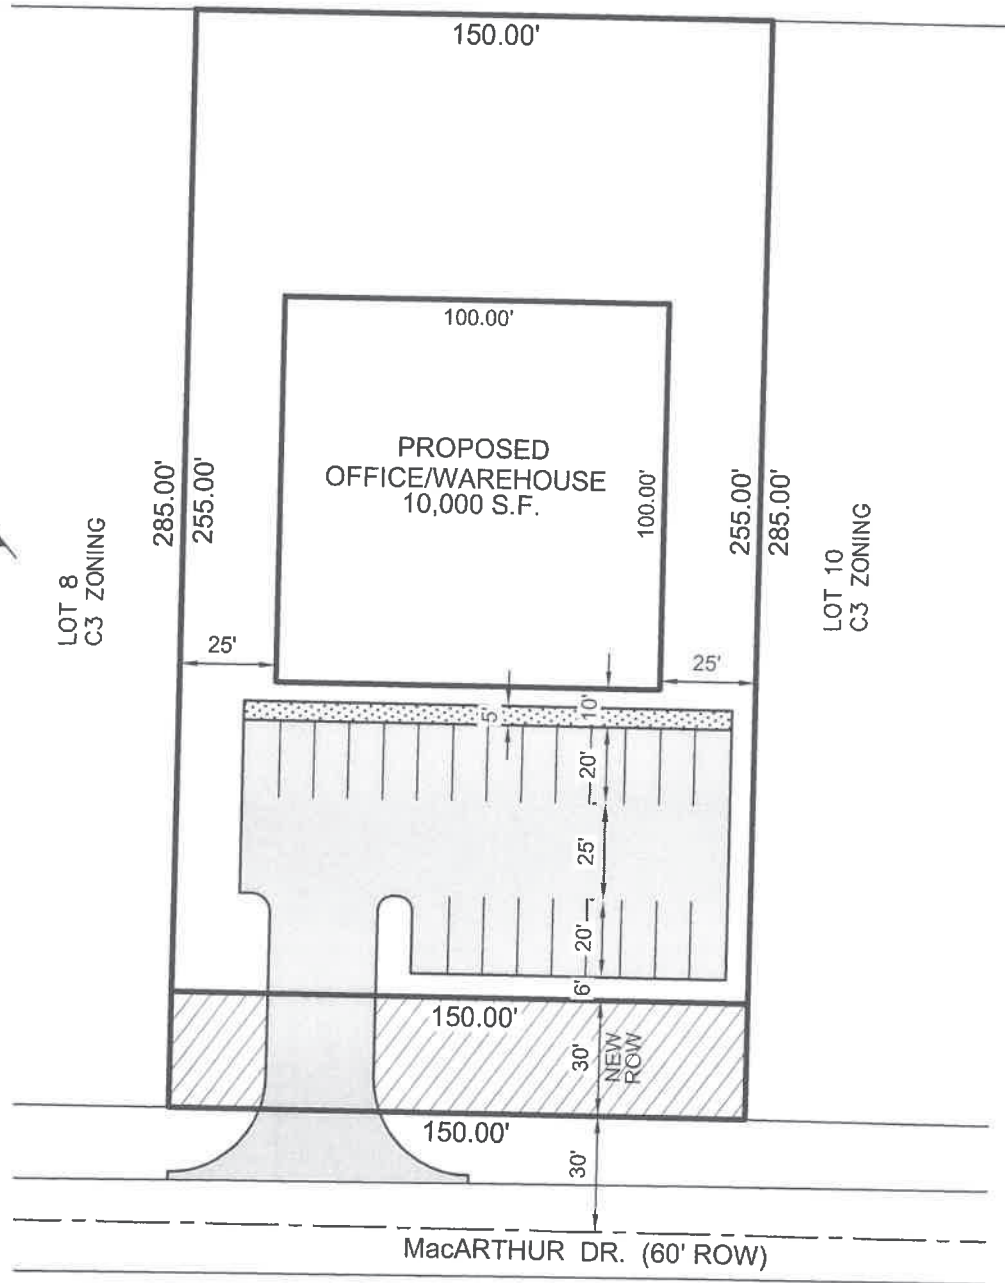 150.00'
100.00'
PROPOSED
OFFICE/WAREHOUSE
10,000 S.F.
100.00'
285.00'
255.00'
255.00'
285.00'
LOT 8
C3 ZONING
LOT 10
C3 ZONING
25'
25'
5'
10'
20'
25'
20'
6'
150.00'
30'
NEW
ROW
150.00'
30'
MacARTHUR DR. (60' ROW)